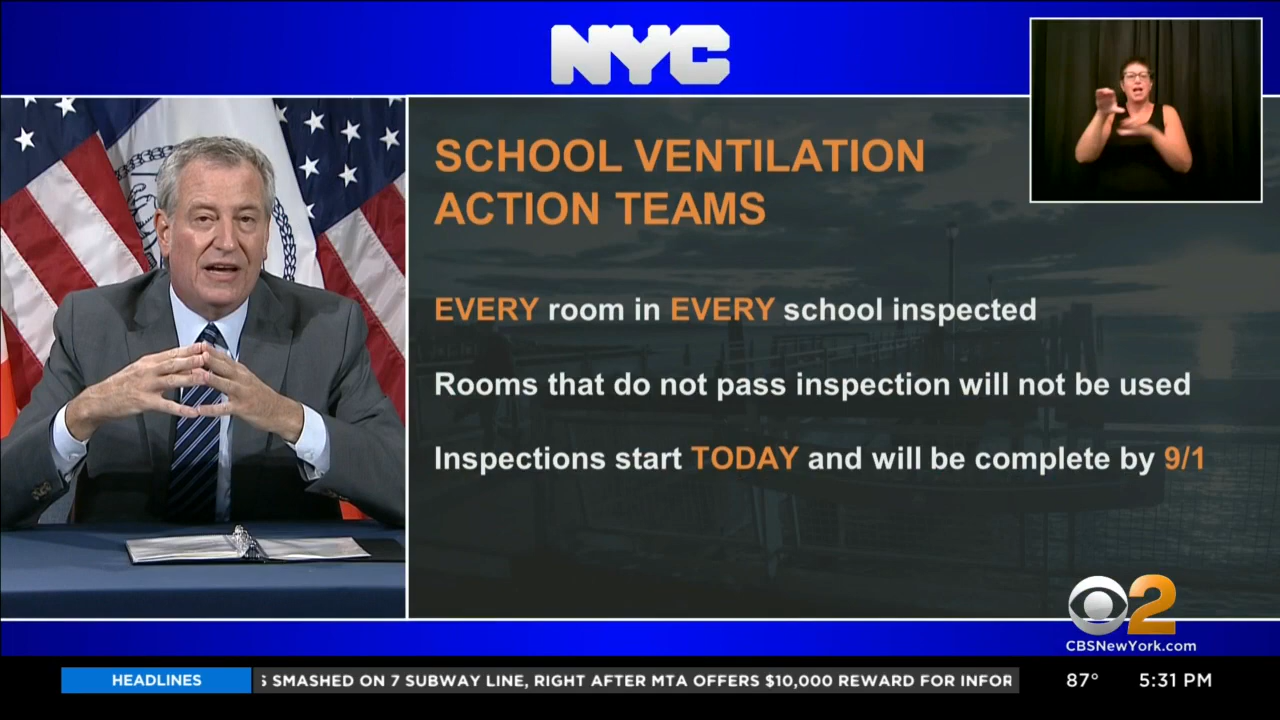 NYC
SCHOOL VENTILATION
ACTION TEAMS
EVERY room in EVERY school inspected
Rooms that do not pass inspection will not be used
Inspections start TODAY and will be complete by 9/1
2
CBSNewYork.com
HEADLINES
SMASHED ON 7 SUBWAY LINE, RIGHT AFTER MTA OFFERS $10,000 REWARD FOR
87° 5:31 PM